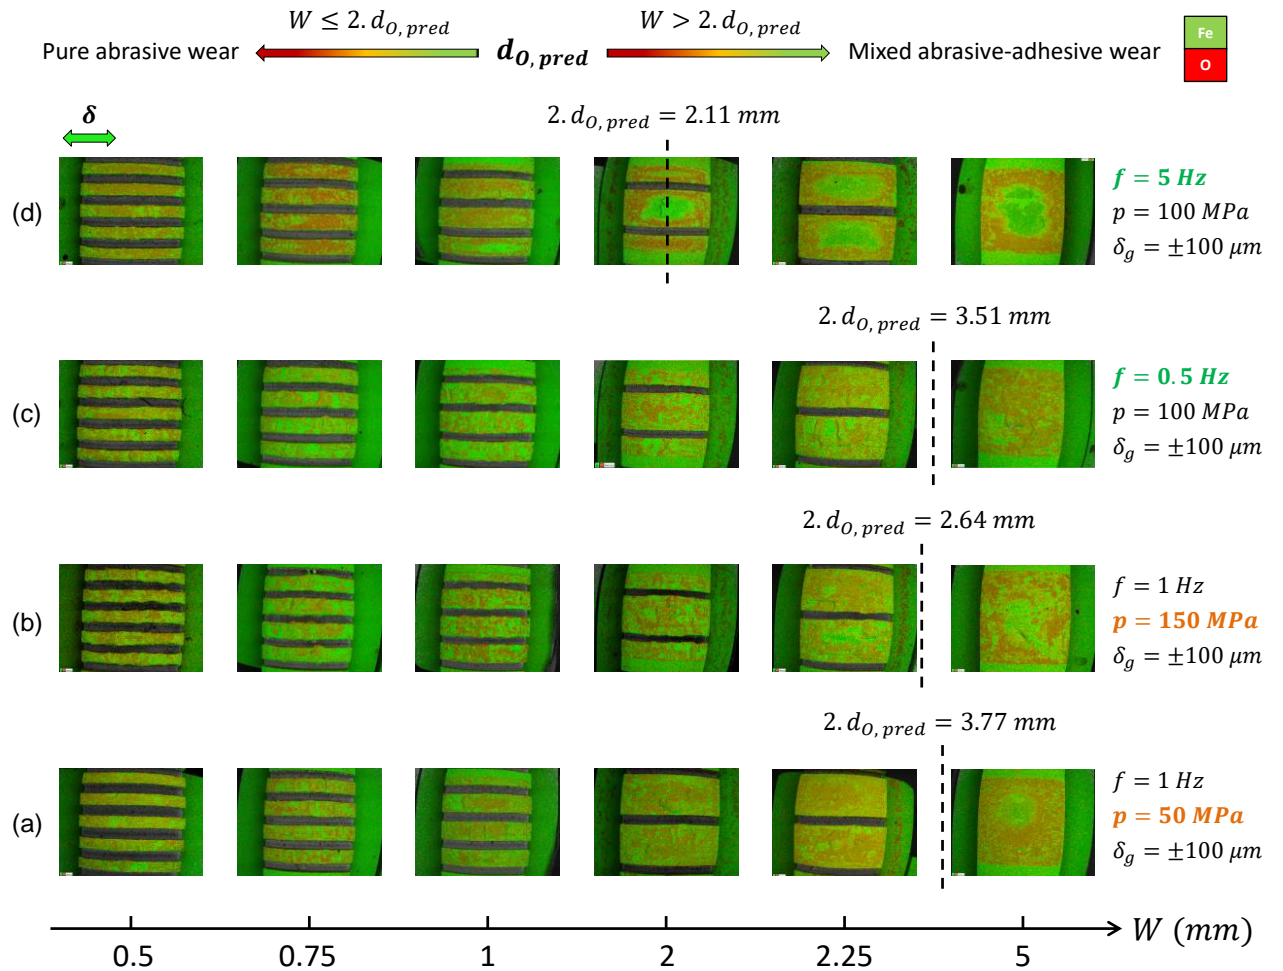 W ≤ 2. d_{O, pred}
W > 2. d_{O, pred}
Pure abrasive wear
d_{O, pred}
Mixed abrasive-adhesive wear
Fe
O
δ
2. d_{O, pred} = 2.11 mm
(d)
f = 5 Hz
p = 100 MPa
δ_g = ±100 μm
2. d_{O, pred} = 3.51 mm
(c)
f = 0.5 Hz
p = 100 MPa
δ_g = ±100 μm
2. d_{O, pred} = 2.64 mm
(b)
f = 1 Hz
p = 150 MPa
δ_g = ±100 μm
2. d_{O, pred} = 3.77 mm
(a)
f = 1 Hz
p = 50 MPa
δ_g = ±100 μm
W (mm)
0.5 0.75 1 2 2.25 5